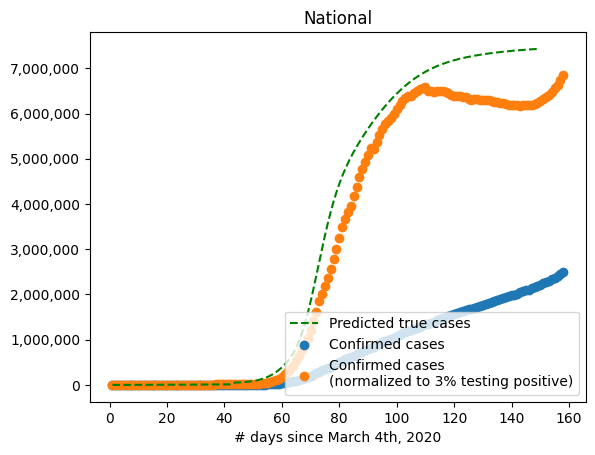 National
7,000,000
6,000,000
5,000,000
4,000,000
3,000,000
2,000,000
1,000,000
0
Predicted true cases
Confirmed cases
Confirmed cases
(normalized to 3% testing positive)
0 20 40 60 80 100 120 140 160
# days since March 4th, 2020